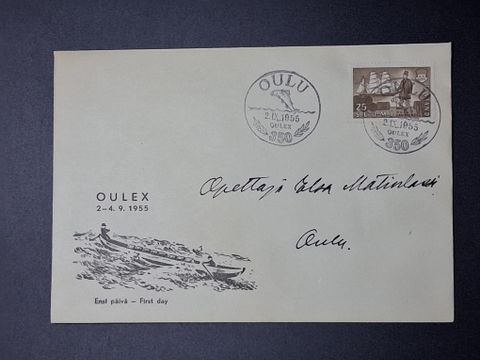 OULU
2.IX.1955
OULEX
350
OULU
2.IX.1955
OULEX
350
25
OULEX
2-4.9.1955
Opettaja Elsa
Oulu.
Ensi päivä – First day